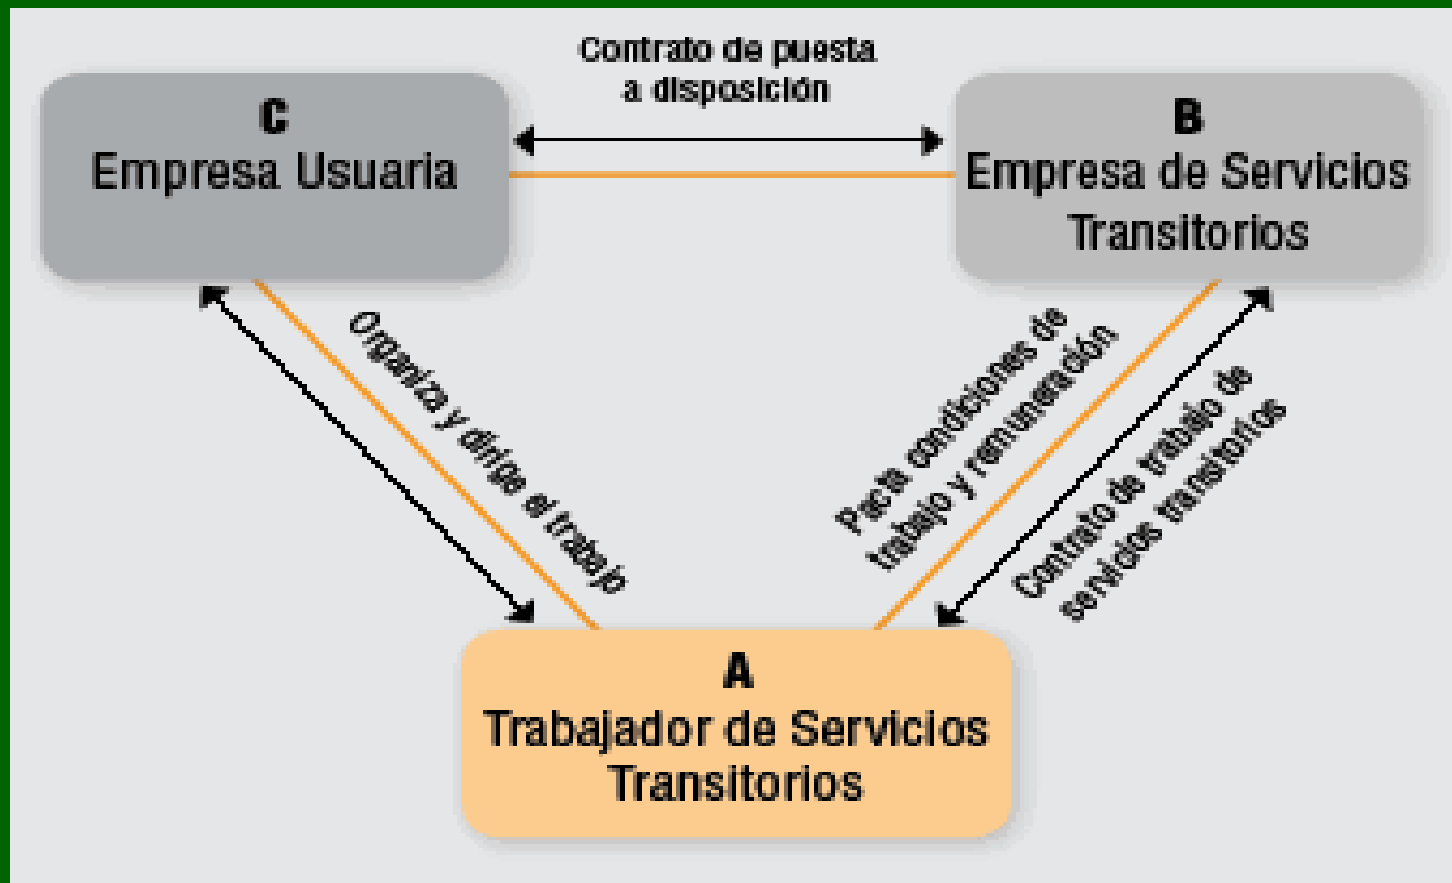 Contrato de puesta
a disposición
C
Empresa Usuaria
B
Empresa de Servicios
Transitorios
Organiza y dirige el trabajo
Pacta condiciones de
trabajo y remuneración
Contrato de trabajo de
servicios transitorios
A
Trabajador de Servicios
Transitorios